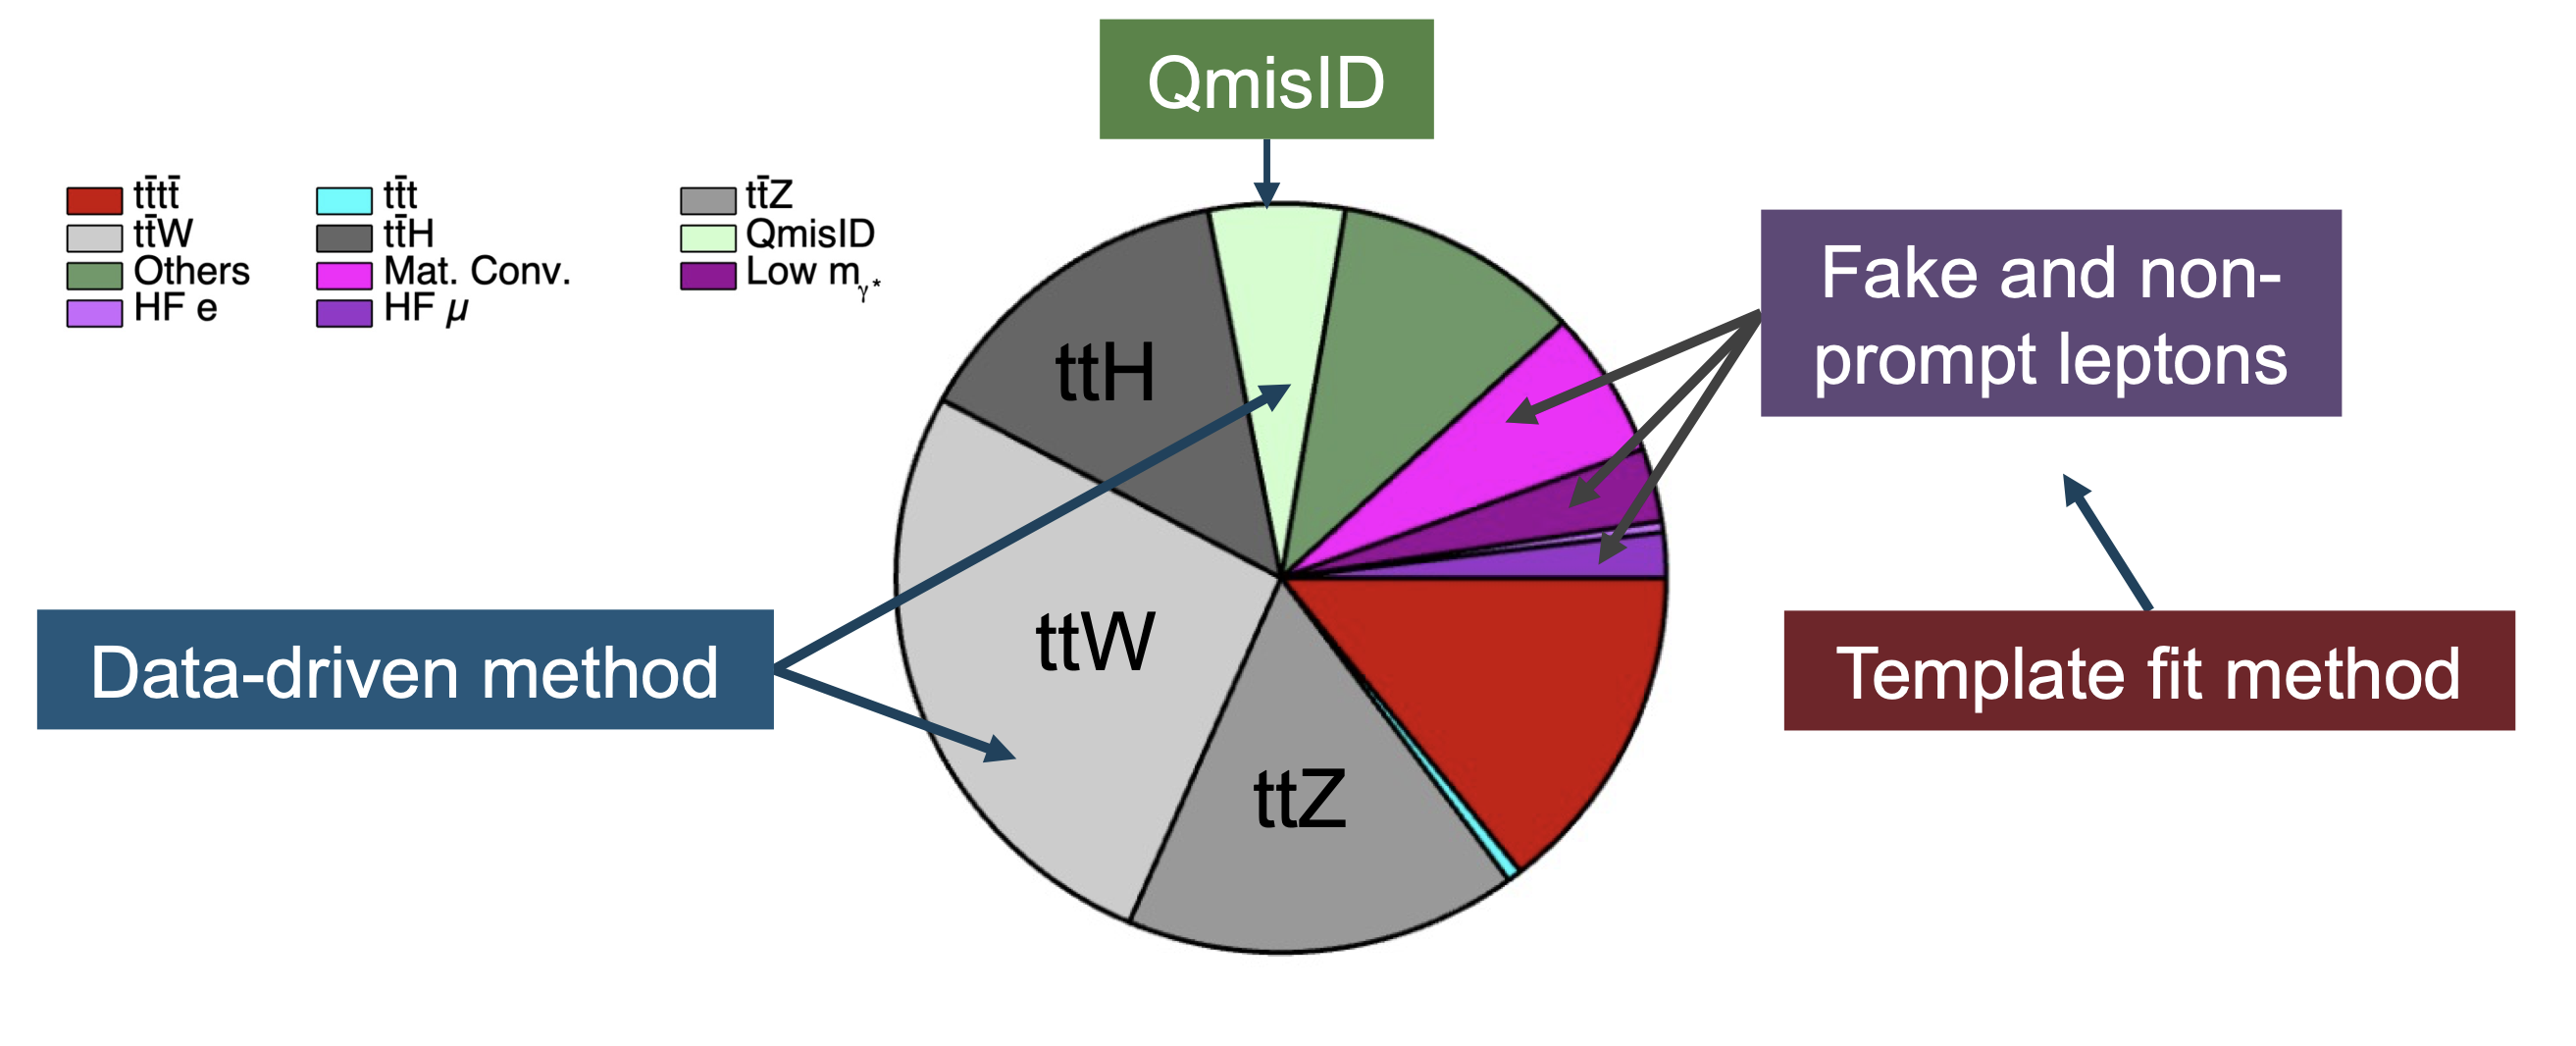 QmisID
tt̄tt̄
tt̄t
tt̄Z
tt̄W
tt̄H
QmisID
Others
Mat. Conv.
Low mγ*
HF e
HF μ
Fake and non-
prompt leptons
ttH
ttW
Data-driven method
Template fit method
ttZ